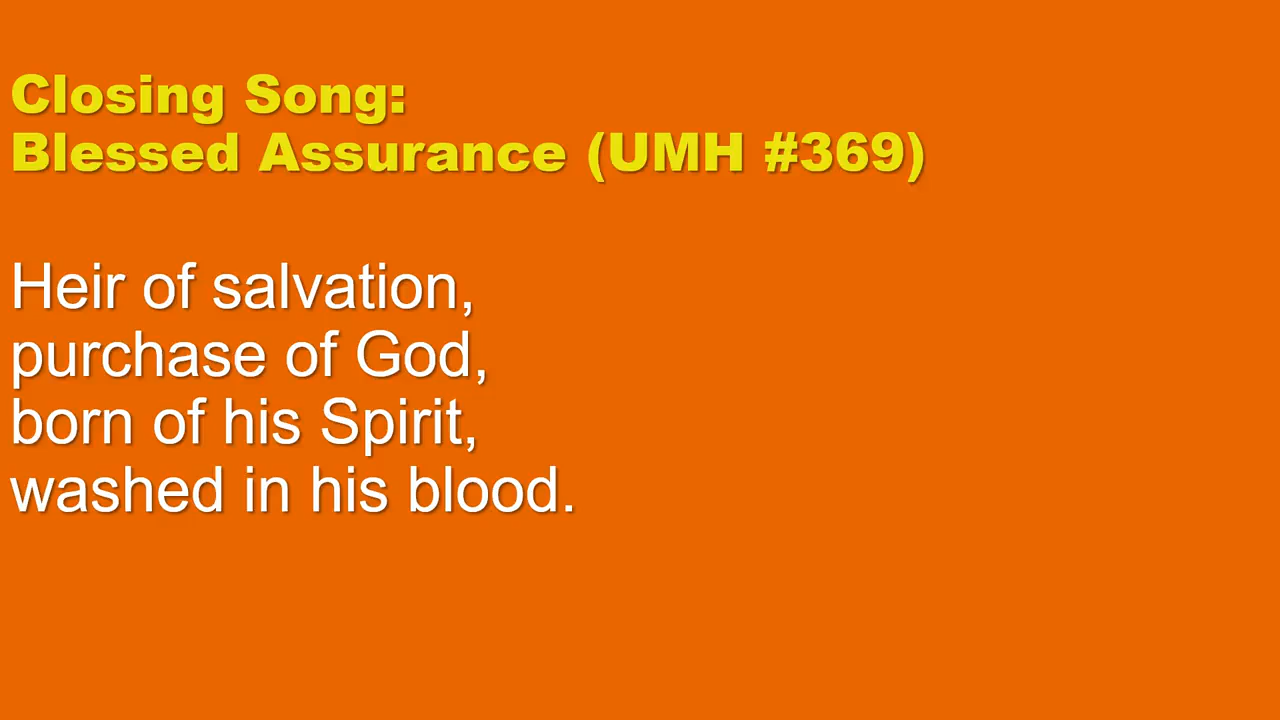 Closing Song:
Blessed Assurance (UMH #369)
Heir of salvation,
purchase of God,
born of his Spirit,
washed in his blood.